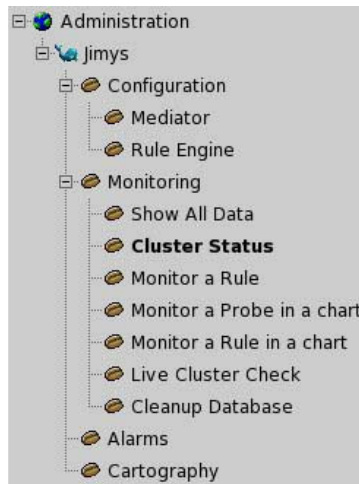 Administration
Jimys
Configuration
Mediator
Rule Engine
Monitoring
Show All Data
Cluster Status
Monitor a Rule
Monitor a Probe in a chart
Monitor a Rule in a chart
Live Cluster Check
Cleanup Database
Alarms
Cartography